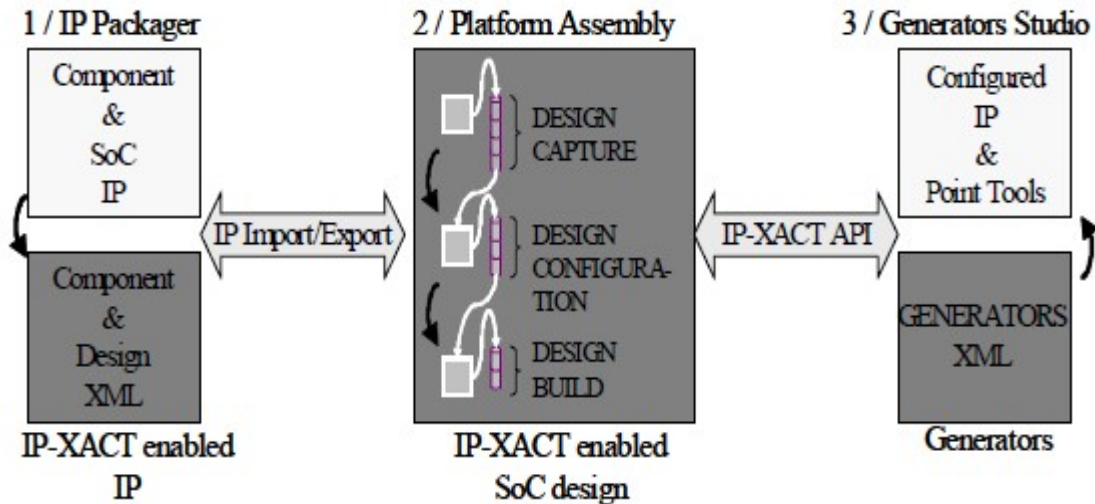 1 / IP Packager
Component
&
SoC
IP
Component
&
Design
XML
IP-XACT enabled
IP
IP Import/Export
2 / Platform Assembly
DESIGN
CAPTURE
DESIGN
CONFIGURA-
TION
DESIGN
BUILD
IP-XACT enabled
SoC design
IP-XACT API
3 / Generators Studio
Configured
IP
&
Point Tools
GENERATORS
XML
Generators